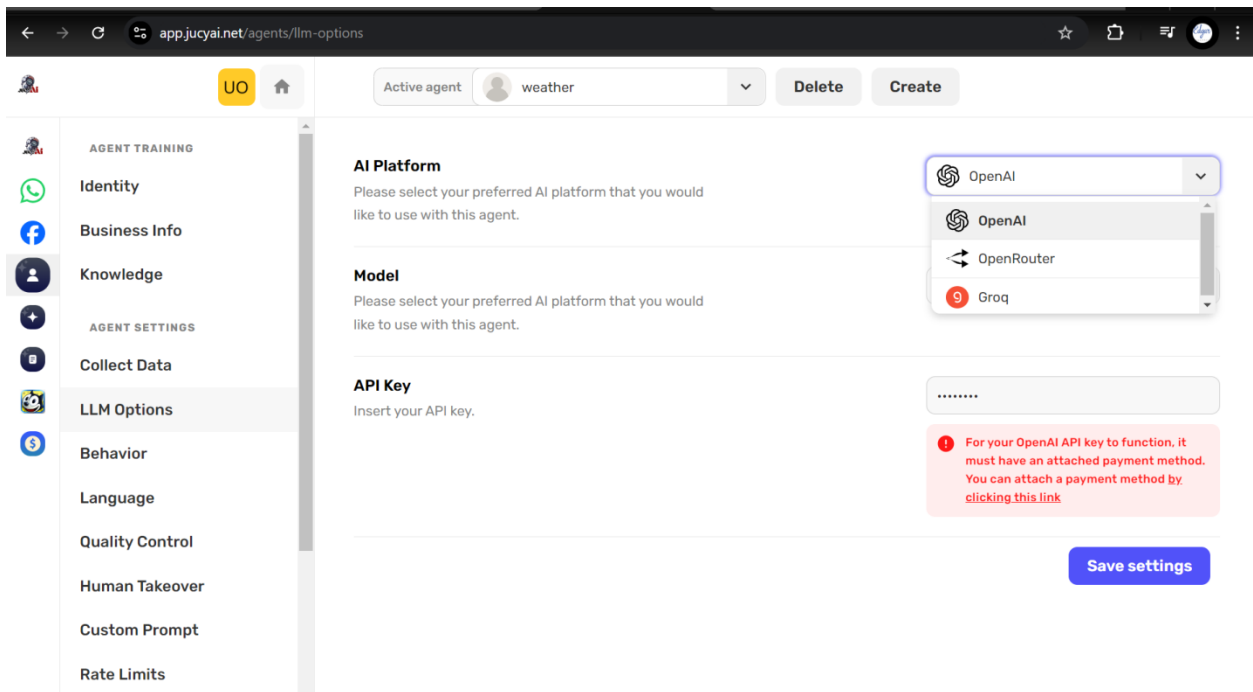 app.jucyai.net/agents/llm-options
UO
Active agent
weather
Delete
Create
AGENT TRAINING
Identity
Business Info
Knowledge
AGENT SETTINGS
Collect Data
LLM Options
Behavior
Language
Quality Control
Human Takeover
Custom Prompt
Rate Limits
AI Platform
Please select your preferred AI platform that you would
like to use with this agent.
OpenAI
OpenAI
OpenRouter
Groq
Model
Please select your preferred AI platform that you would
like to use with this agent.
API Key
Insert your API key.
••••••••
For your OpenAI API key to function, it
must have an attached payment method.
You can attach a payment method by
clicking this link
Save settings